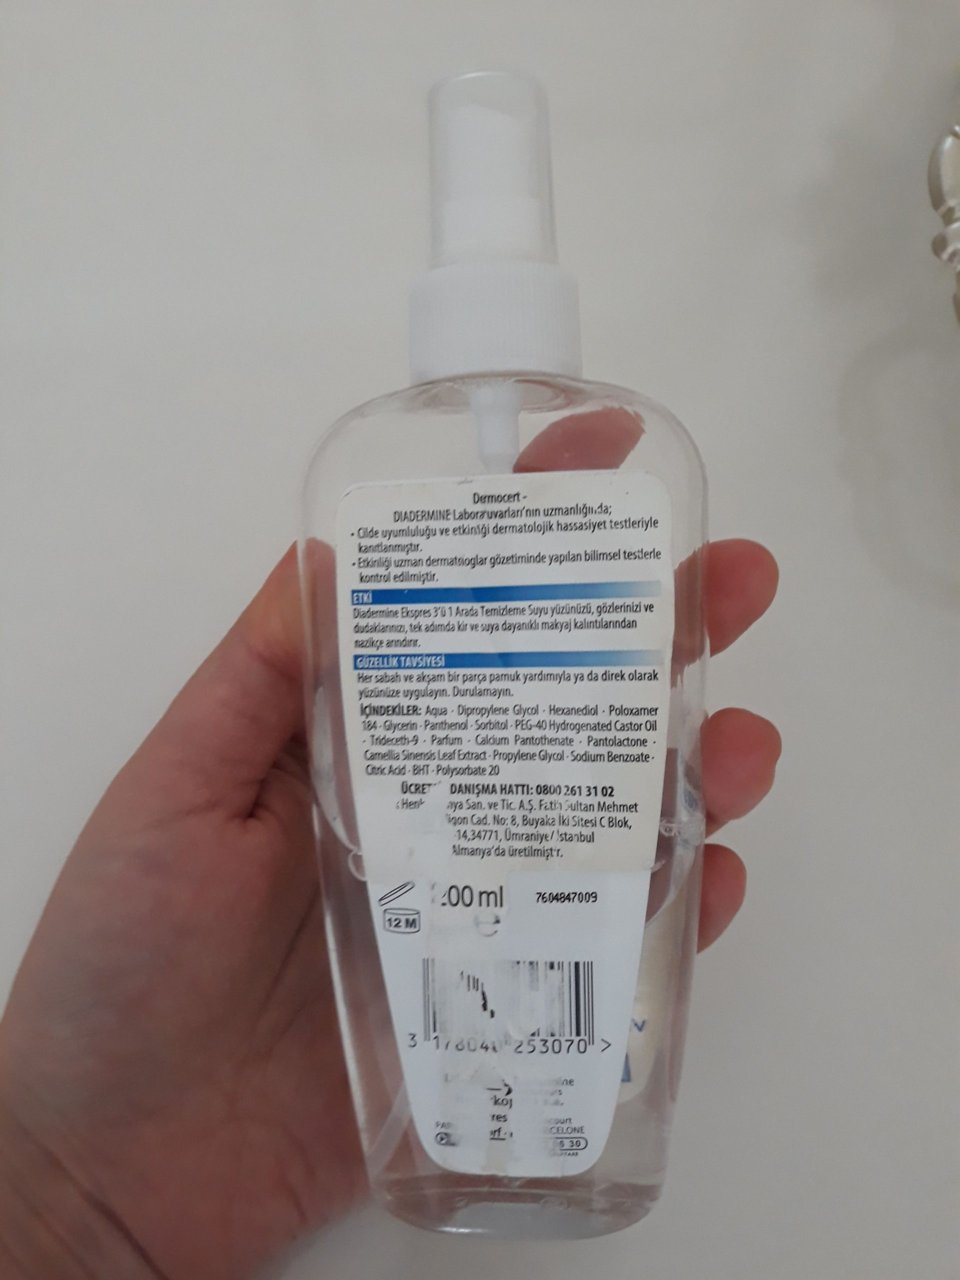 Dermocert -
DIADERMINE Laboratuvarları'nın uzmanlığında;
- Cilde uyumluluğu ve etkinliği dermatolojik hassasiyet testleriyle
kanıtlanmıştır.
- Etkinliği uzman dermatologlar gözetiminde yapılan bilimsel testlerle
kontrol edilmiştir.
ETKİ
Diadermine Ekspres 3'ü 1 Arada Temizleme Suyu yüzünüzü, gözlerinizi ve
dudaklarınızı, tek adımda kir ve suya dayanıklı makyaj kalıntılarından
nazikçe arındırır.
GÜZELLİK TAVSİYESİ
Her sabah ve akşam bir parça pamuk yardımıyla ya da direk olarak
yüzünüze uygulayın. Durulamayın.
İÇİNDEKİLER: Aqua · Dipropylene Glycol · Hexanediol · Poloxamer
184 · Glycerin · Panthenol · Sorbitol · PEG-40 Hydrogenated Castor Oil
· Trideceth-9 · Parfum · Calcium Pantothenate · Pantolactone ·
Camellia Sinensis Leaf Extract · Propylene Glycol · Sodium Benzoate ·
Citric Acid · BHT · Polysorbate 20
DANIŞMA HATTI: 0800 261 31 02
San. ve Tic. A.Ş. Fatih Sultan Mehmet
Cad. No: 8, Buyaka İki Sitesi C Blok,
34771, Ümraniye/İstanbul
Almanya'da üretilmiştir.
ml 7604847009
12 M
3 253070 >